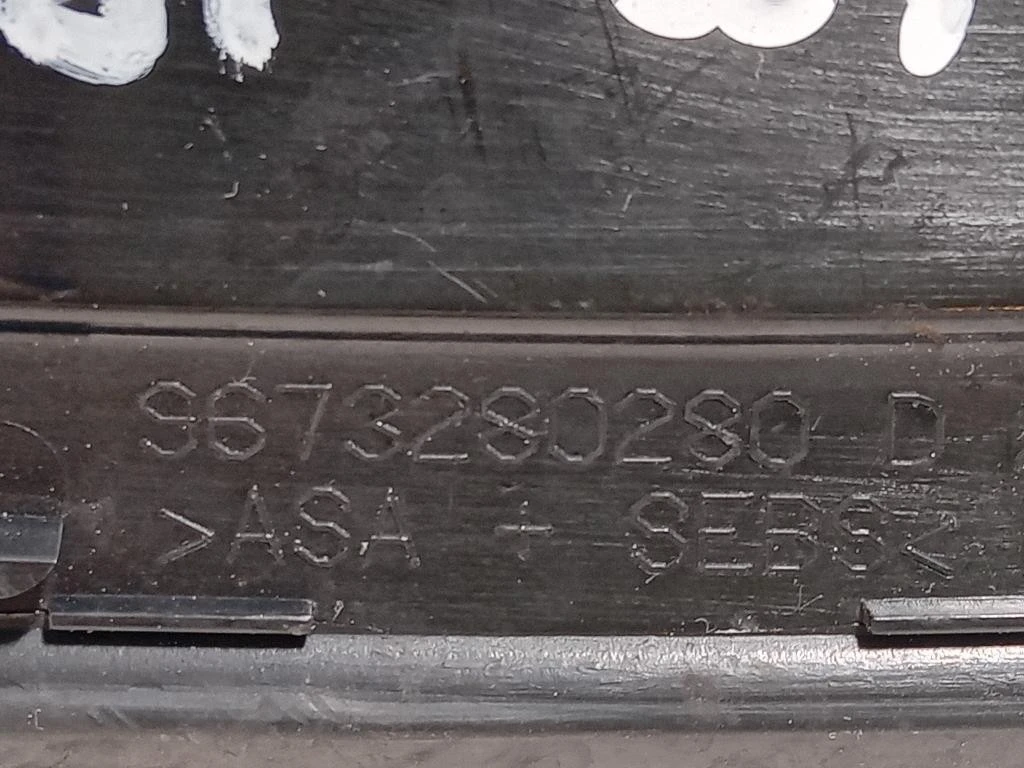 9673280280 D
>ASA + SEBS<